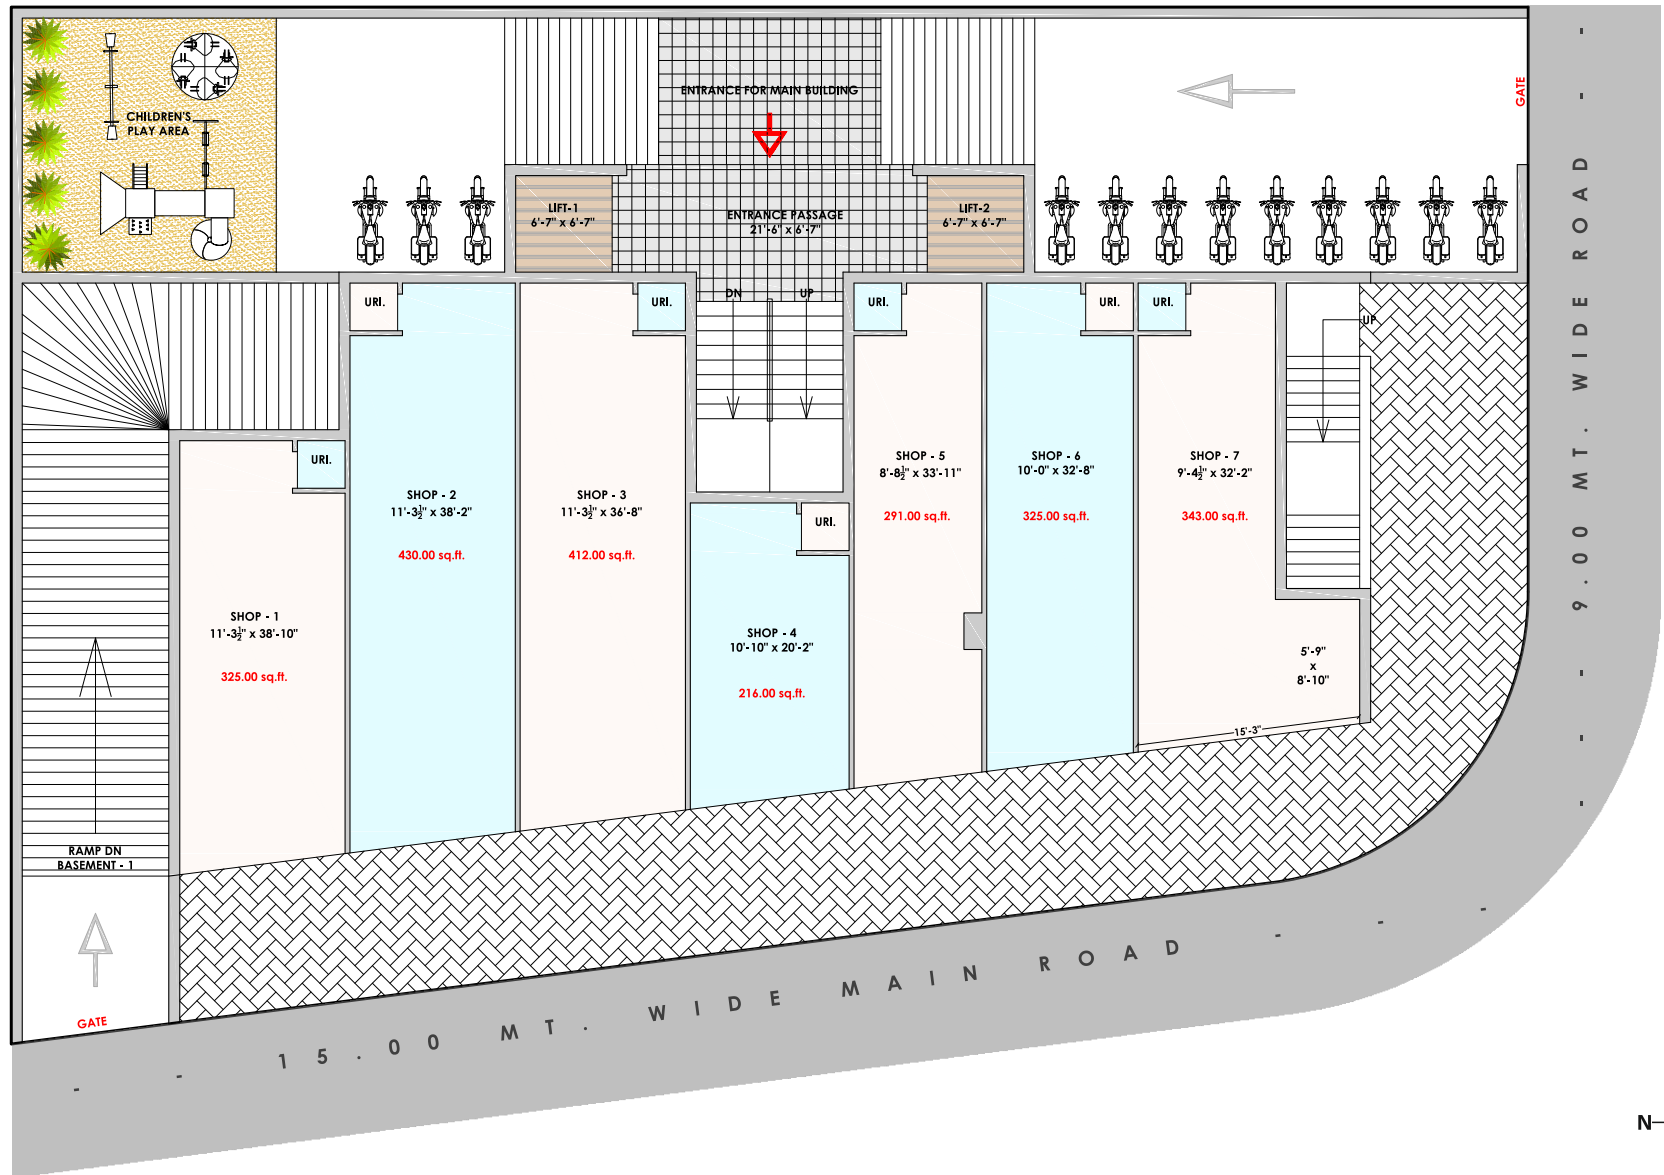 ENTRANCE FOR MAIN BUILDING
GATE
CHILDREN'S
PLAY AREA
LIFT-1
6'-7" x 6'-7"
ENTRANCE PASSAGE
21'-6" x 6'-7"
LIFT-2
6'-7" x 6'-7"
DN
UP
URI.
URI.
URI.
URI.
URI.
UP
URI.
URI.
SHOP - 1
11'-3½" x 38'-10"
325.00 sq.ft.
SHOP - 2
11'-3½" x 38'-2"
430.00 sq.ft.
SHOP - 3
11'-3½" x 36'-8"
412.00 sq.ft.
SHOP - 4
10'-10" x 20'-2"
216.00 sq.ft.
SHOP - 5
8'-8½" x 33'-11"
291.00 sq.ft.
SHOP - 6
10'-0" x 32'-8"
325.00 sq.ft.
SHOP - 7
9'-4½" x 32'-2"
343.00 sq.ft.
5'-9"
x
8'-10"
15'-3"
RAMP DN
BASEMENT - 1
GATE
- - 15.00 MT. WIDE MAIN ROAD - - -
- - - 9.00 MT. WIDE ROAD - -
N